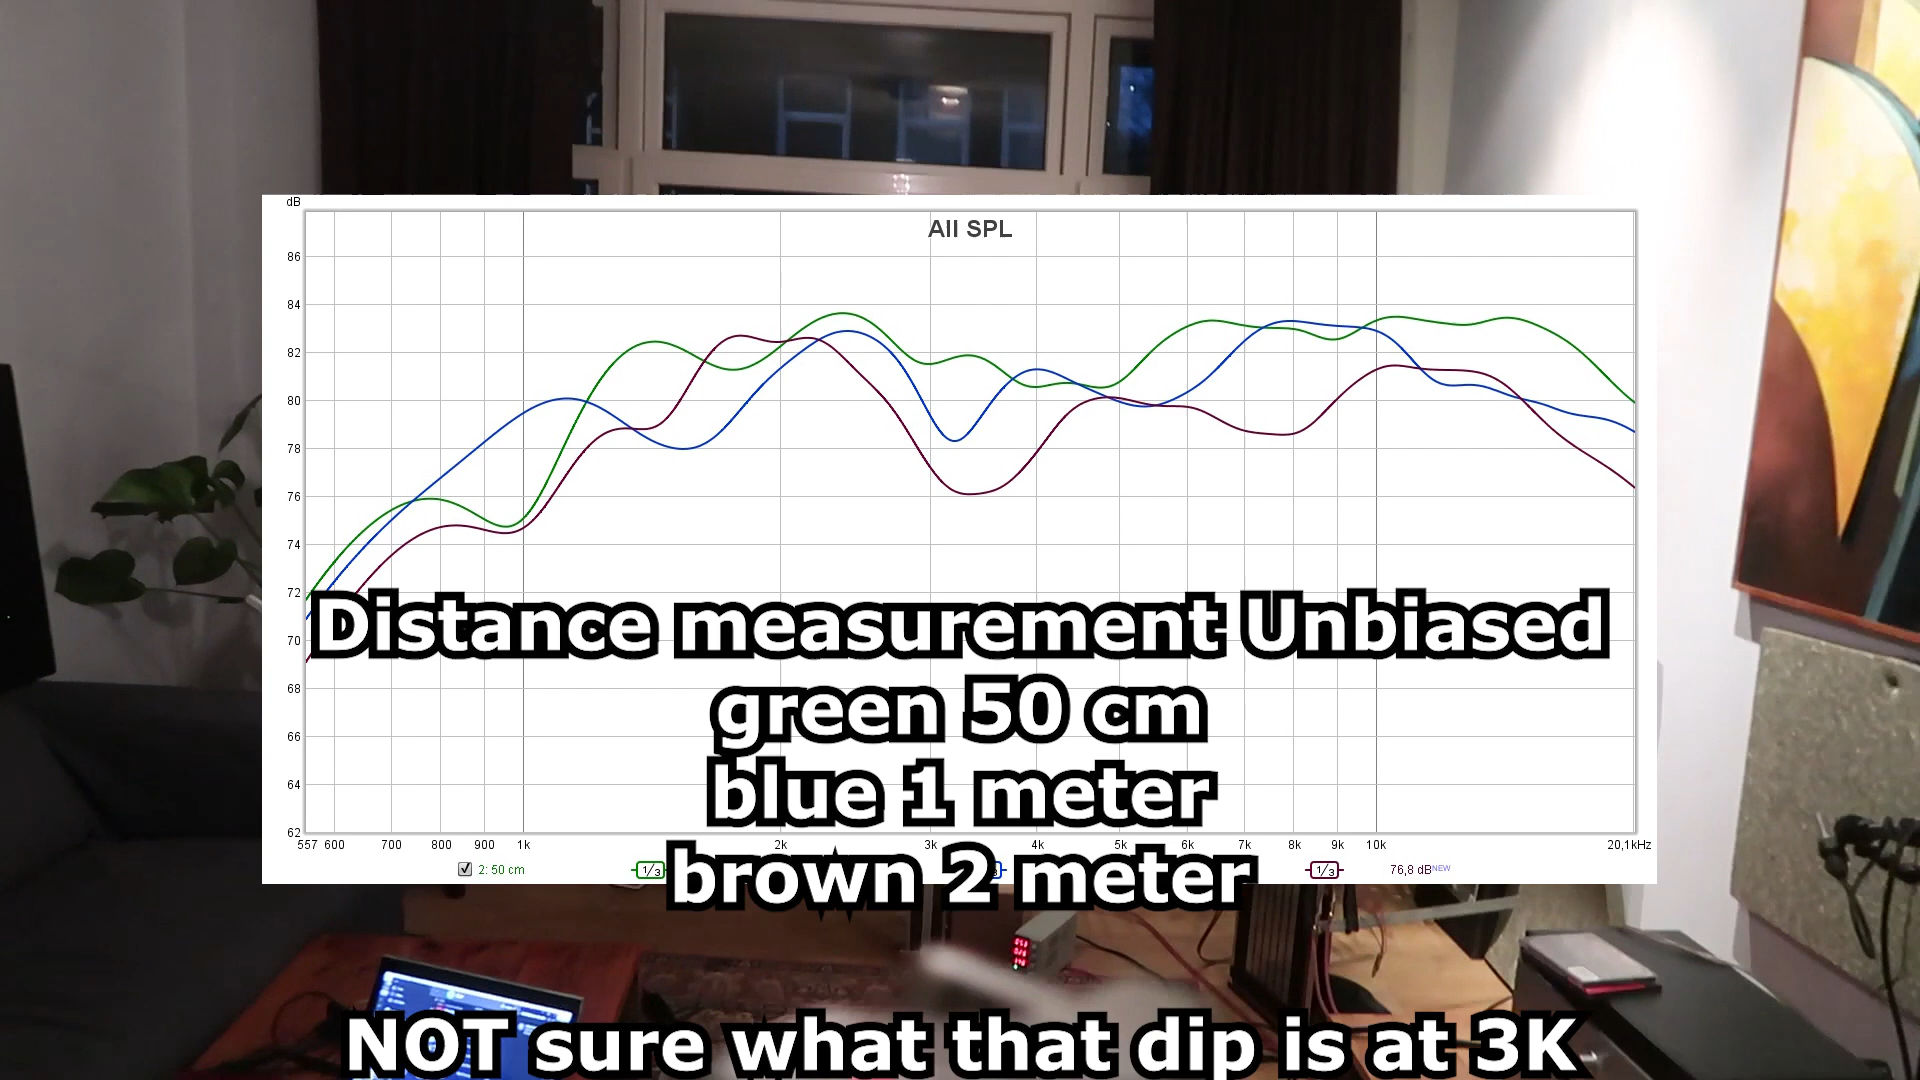 dB
All SPL
86
84
82
80
78
76
74
72
70
68
66
64
62
557 600 700 800 900 1k 2k 3k 4k 5k 6k 7k 8k 9k 10k 20,1kHz
2: 50 cm 1/3 1/3 76,8 dB NEW
Distance measurement Unbiased
green 50 cm
blue 1 meter
brown 2 meter
NOT sure what that dip is at 3K